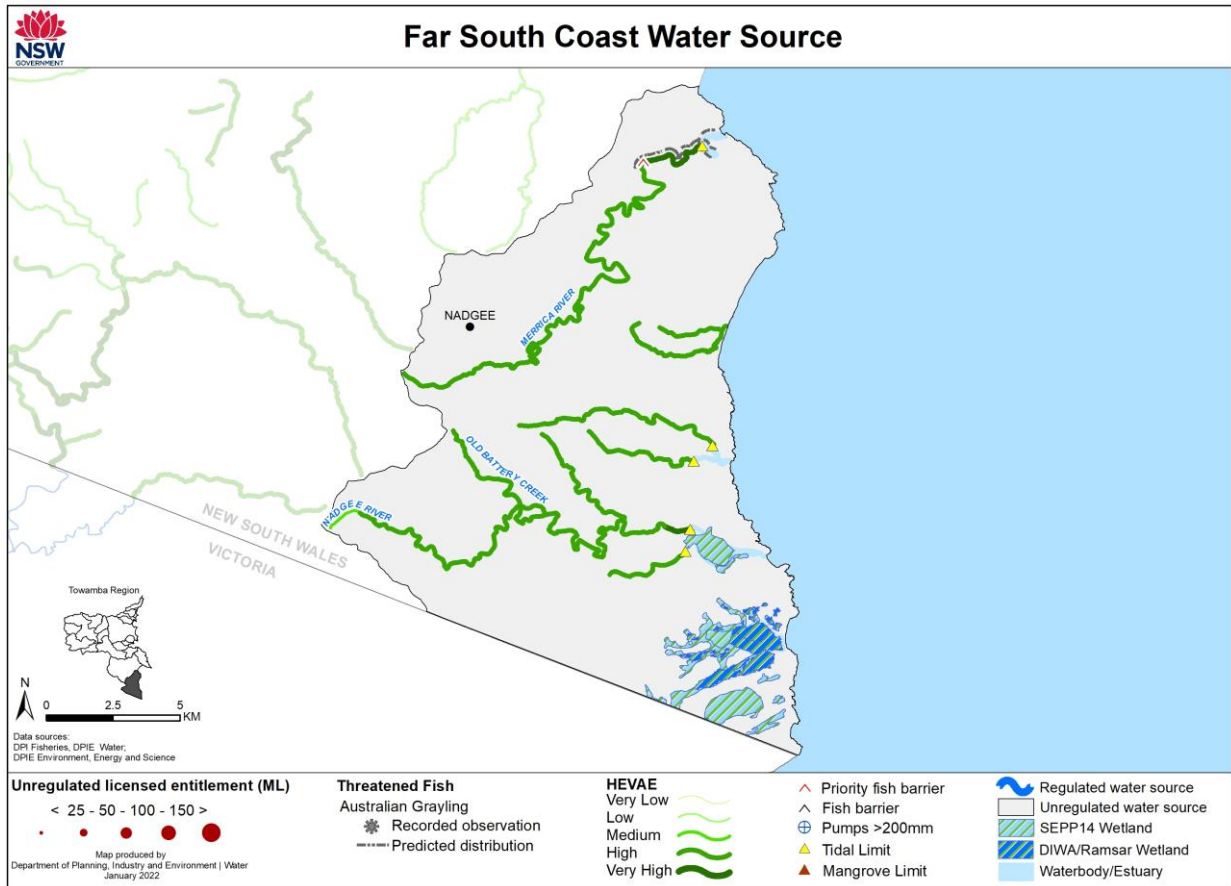 NSW
GOVERNMENT
Far South Coast Water Source
NADGEE
MERRICA RIVER
OLD BATTERY CREEK
NADGEE RIVER
NEW SOUTH WALES
VICTORIA
Towamba Region
N
0 2.5 5
KM
Data sources:
DPI Fisheries, DPIE Water;
DPIE Environment, Energy and Science
Unregulated licensed entitlement (ML)
< 25 - 50 - 100 - 150 >
Map produced by
Department of Planning, Industry and Environment | Water
January 2022
Threatened Fish
Australian Grayling
Recorded observation
Predicted distribution
HEVAE
Very Low
Low
Medium
High
Very High
Priority fish barrier
Fish barrier
Pumps >200mm
Tidal Limit
Mangrove Limit
Regulated water source
Unregulated water source
SEPP14 Wetland
DIWA/Ramsar Wetland
Waterbody/Estuary